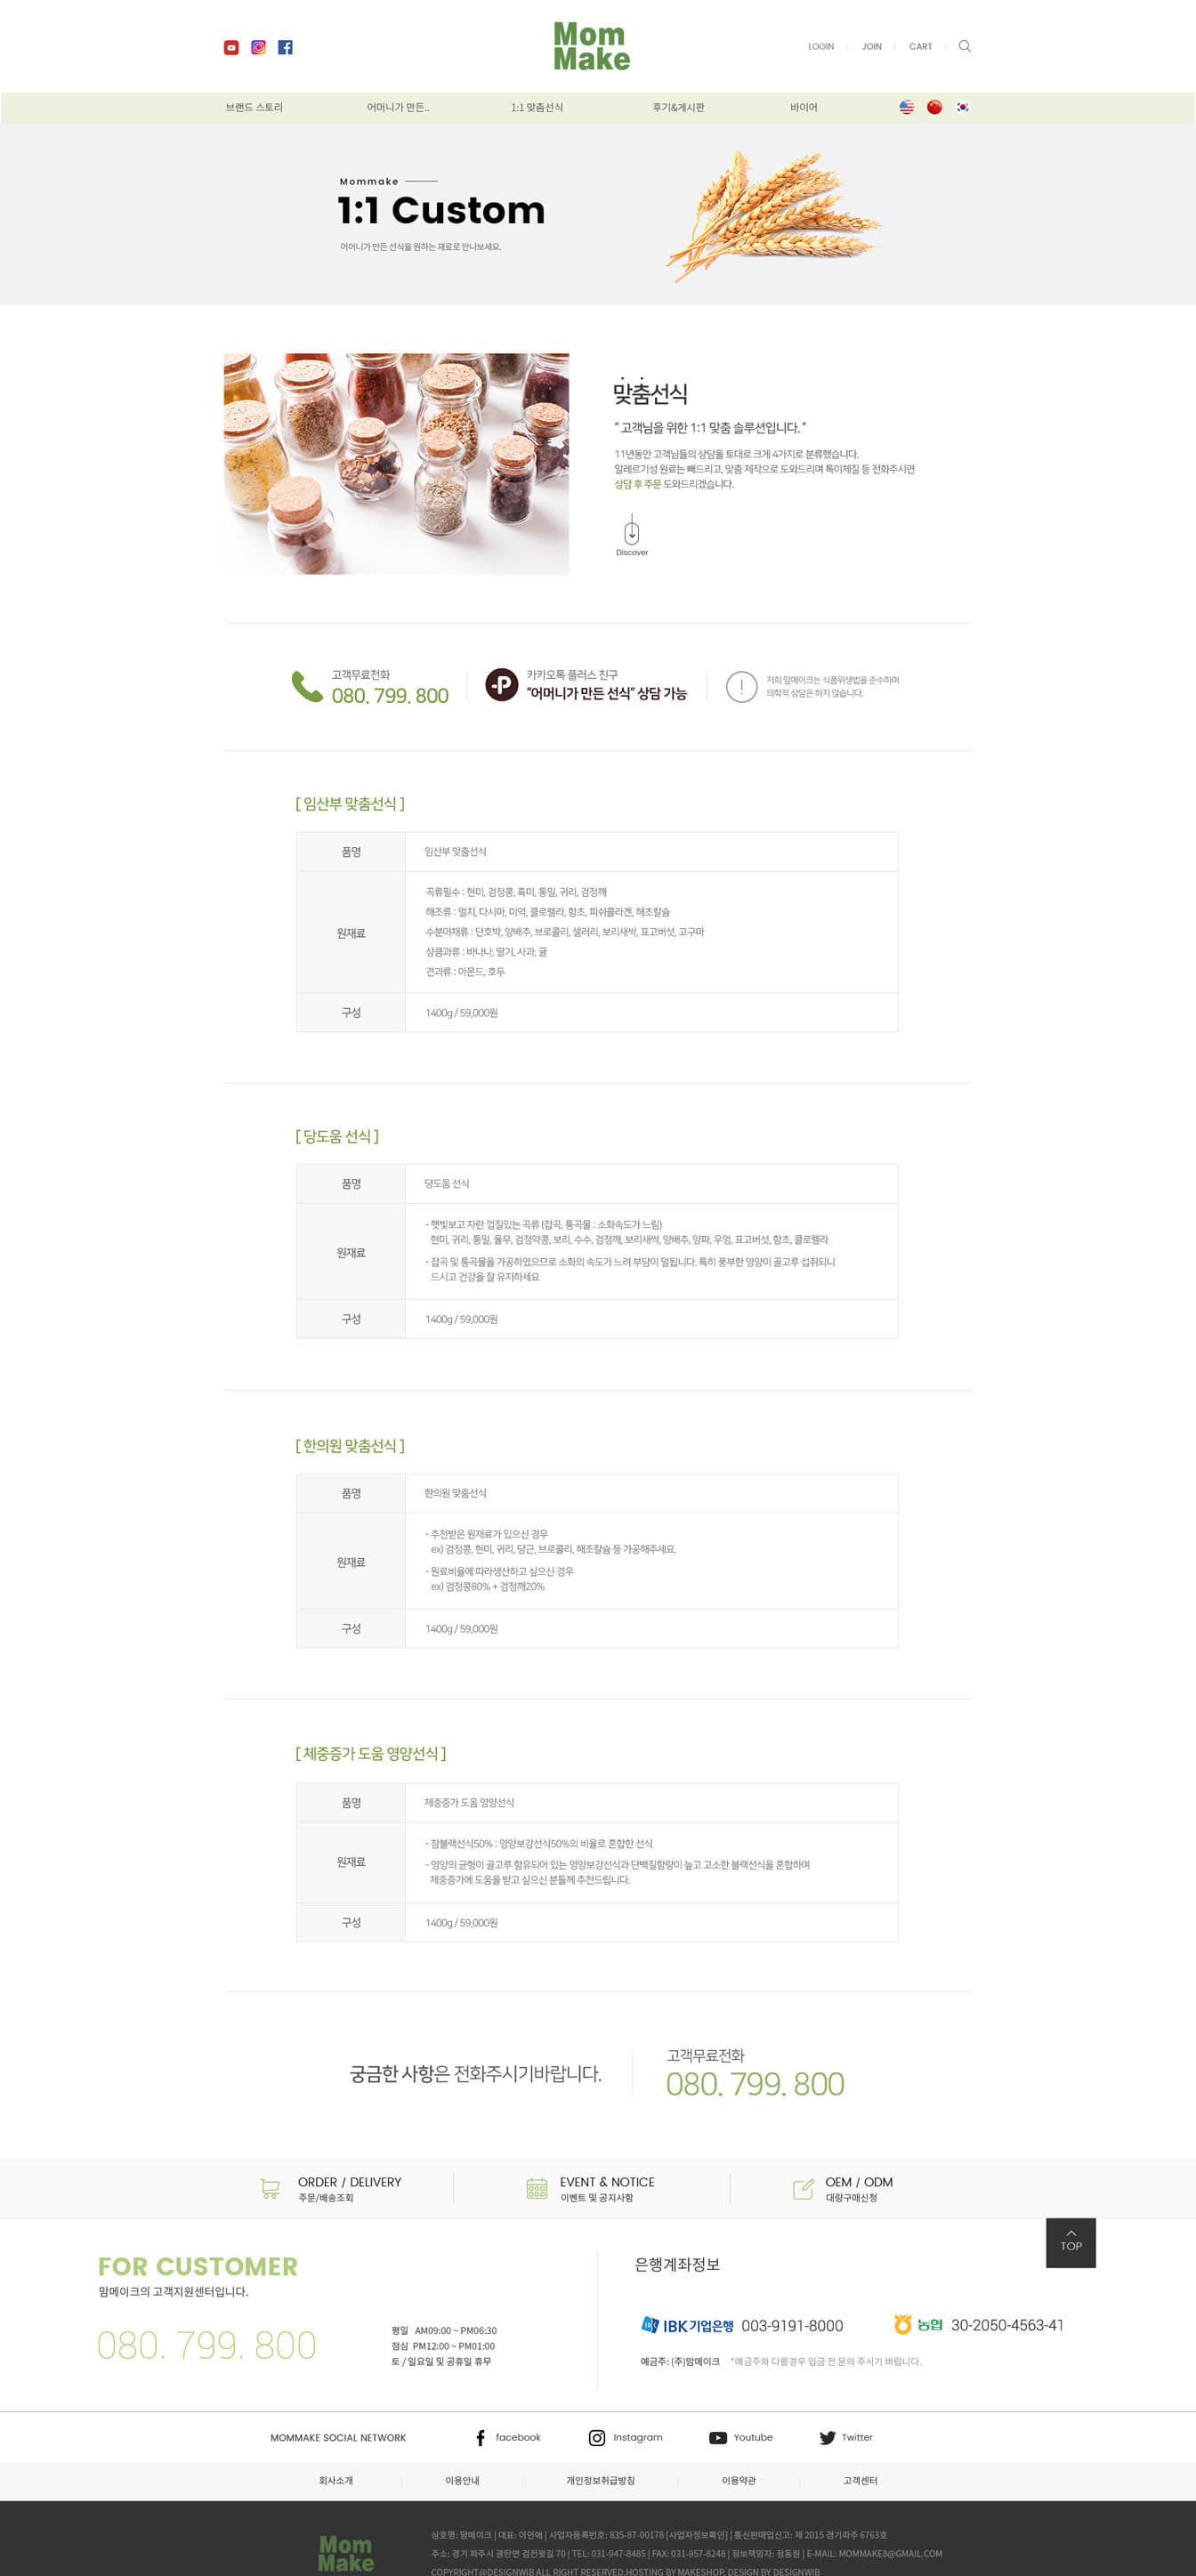 Mom
Make
LOGIN
JOIN
CART
브랜드 스토리
어머니가 만든..
1:1 맞춤선식
후기&게시판
바이어
Mommake
1:1 Custom
어머니가 만든 선식을 원하는 재료로 만나보세요.
맞춤선식
“ 고객님을 위한 1:1 맞춤 솔루션입니다. ”
11년동안 고객님들의 상담을 토대로 크게 4가지로 분류했습니다.
알레르기성 원료는 빼드리고, 맞춤 제작으로 도와드리며 특이체질 등 전화주시면
상담 후 주문 도와드리겠습니다.
Discover
고객무료전화
080. 799. 800
카카오톡 플러스 친구
“어머니가 만든 선식” 상담 가능
저희 맘메이크는 식품위생법을 준수하며
의학적 상담은 하지 않습니다.
[ 임산부 맞춤선식 ]
품명
임산부 맞춤선식
원재료
곡류필수 : 현미, 검정콩, 흑미, 통밀, 귀리, 검정깨
해조류 : 멸치, 다시마, 미역, 클로렐라, 함초, 피쉬콜라겐, 해조칼슘
수분야채류 : 단호박, 양배추, 브로콜리, 샐러리, 보리새싹, 표고버섯, 고구마
상큼과류 : 바나나, 딸기, 사과, 귤
견과류 : 아몬드, 호두
구성
1400g / 59,000원
[ 당도움 선식 ]
품명
당도움 선식
원재료
- 햇빛보고 자란 껍질있는 곡류 (잡곡, 통곡물 : 소화속도가 느림)
현미, 귀리, 통밀, 율무, 검정약콩, 보리, 수수, 검정깨, 보리새싹, 양배추, 양파, 우엉, 표고버섯, 함초, 클로렐라
- 잡곡 및 통곡물을 가공하였으므로 소화의 속도가 느려 부담이 덜됩니다. 특히 풍부한 영양이 골고루 섭취되니
드시고 건강을 잘 유지하세요.
구성
1400g / 59,000원
[ 한의원 맞춤선식 ]
품명
한의원 맞춤선식
원재료
- 추천받은 원재료가 있으신 경우
ex) 검정콩, 현미, 귀리, 당근, 브로콜리, 해조칼슘 등 가공해주세요.
- 원료비율에 따라생산하고 싶으신 경우
ex) 검정콩80% + 검정깨20%
구성
1400g / 59,000원
[ 체중증가 도움 영양선식 ]
품명
체중증가 도움 영양선식
원재료
- 참블랙선식50% : 영양보강선식50%의 비율로 혼합한 선식
- 영양의 균형이 골고루 함유되어 있는 영양보강선식과 단백질함량이 높고 고소한 블랙선식을 혼합하여
체중증가에 도움을 받고 싶으신 분들께 추천드립니다.
구성
1400g / 59,000원
궁금한 사항은 전화주시기바랍니다.
고객무료전화
080. 799. 800
ORDER / DELIVERY
주문/배송조회
EVENT & NOTICE
이벤트 및 공지사항
OEM / ODM
대량구매신청
TOP
FOR CUSTOMER
맘메이크의 고객지원센터입니다.
080. 799. 800
평일 AM09:00 ~ PM06:30
점심 PM12:00 ~ PM01:00
토 / 일요일 및 공휴일 휴무
은행계좌정보
IBK기업은행 003-9191-8000
농협 30-2050-4563-41
예금주: (주)맘메이크 *예금주와 다를경우 입금 전 문의 주시기 바랍니다.
MOMMAKE SOCIAL NETWORK
facebook
Instagram
Youtube
Twitter
회사소개
이용안내
개인정보취급방침
이용약관
고객센터
Mom
Make
상호명: 맘메이크 | 대표: 이인애 | 사업자등록번호: 835-87-00178 [사업자정보확인] | 통신판매업신고: 제 2015 경기파주 6763호
주소: 경기 파주시 광탄면 검전윗길 70 | TEL: 031-947-8485 | FAX: 031-957-8248 | 정보책임자: 정동원 | E-MAIL: MOMMAKE8@GMAIL.COM
COPYRIGHT@DESIGNWIB ALL RIGHT RESERVED.HOSTING BY MAKESHOP. DESIGN BY DESIGNWIB